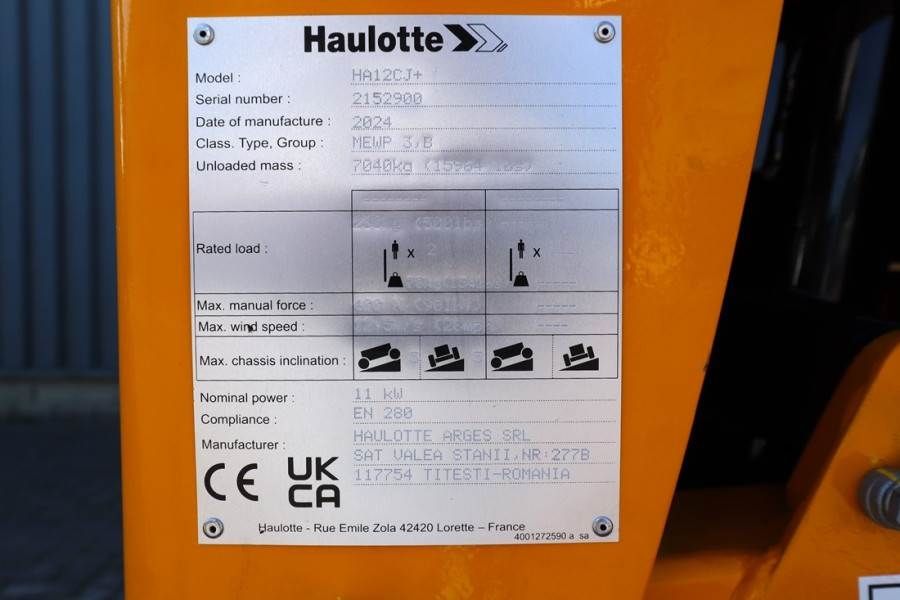 Haulotte
Model : HA12CJ+
Serial number : 2152900
Date of manufacture : 2024
Class. Type, Group : MEWP 3,B
Unloaded mass : 7040kg
Rated load :
2
X X
Max. manual force : -----
Max. wind speed : ----
Max. chassis inclination :
Nominal power : 11 kW
Compliance : EN 280
Manufacturer : HAULOTTE ARGES SRL
SAT VALEA STANII,NR:277B
117754 TITESTI-ROMANIA
CE UK
CA
Haulotte - Rue Emile Zola 42420 Lorette – France
4001272590 a sa